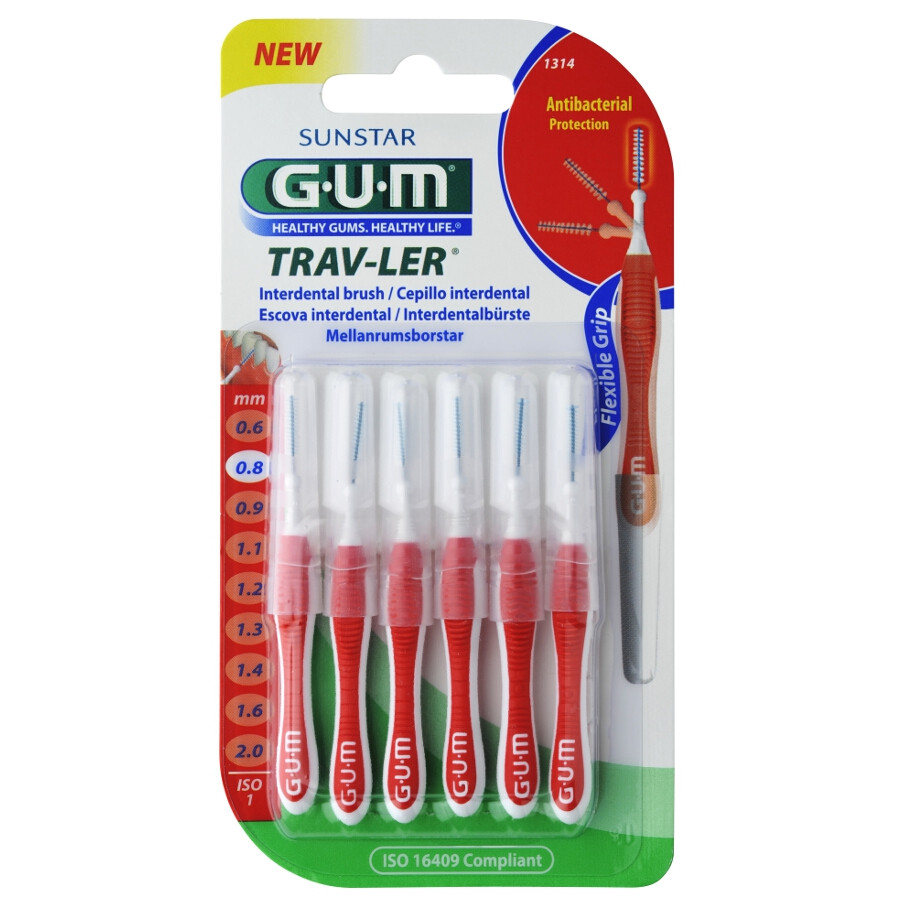 NEW
1314
Antibacterial
Protection
SUNSTAR
G·U·M®
HEALTHY GUMS. HEALTHY LIFE.®
TRAV-LER®
Interdental brush / Cepillo interdental
Escova interdental / Interdentalbürste
Mellanrumsborstar
Flexible Grip
G·U·M
mm
0.6
0.8
0.9
1.1
1.2
1.3
1.4
1.6
2.0
ISO
1
G·U·M
G·U·M
G·U·M
G·U·M
G·U·M
G·U·M
ISO 16409 Compliant